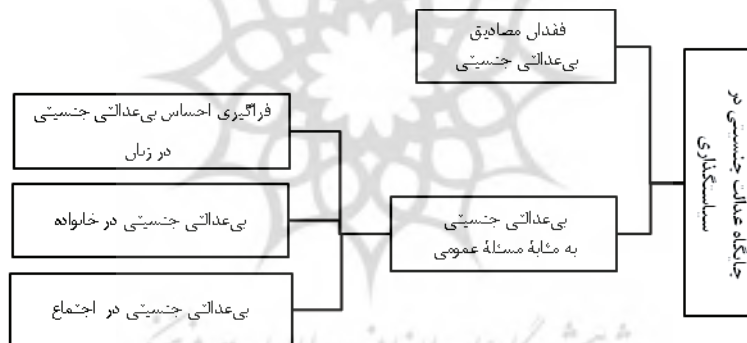 جایگاه عدالت جنسیتی در
سیاستگذاری
فقدان مصادیق
بی‌عدالتی جنسیتی
بی‌عدالتی جنسیتی
به مثابهٔ مسئلهٔ عمومی
فراگیری احساس بی‌عدالتی جنسیتی
در زنان
بی‌عدالتی جنسیتی در خانواده
بی‌عدالتی جنسیتی در اجتماع